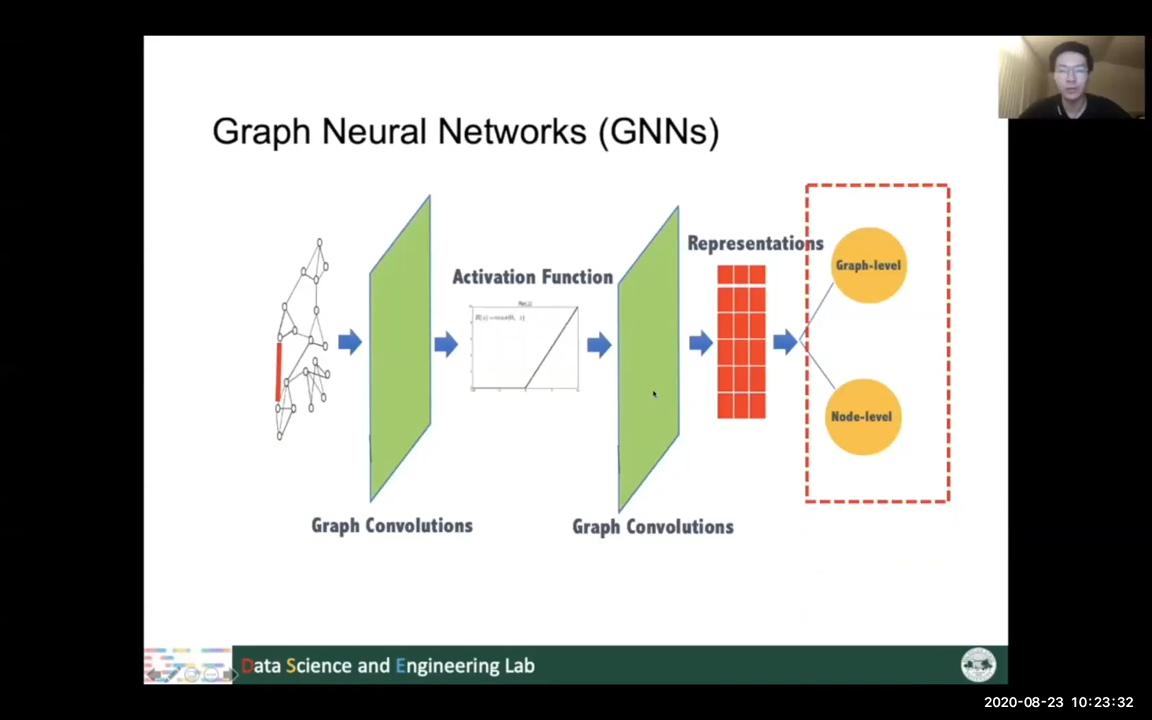 Graph Neural Networks (GNNs)
Representations
Graph-level
Activation Function
ReLU
Node-level
Graph Convolutions
Graph Convolutions
Data Science and Engineering Lab
2020-08-23 10:23:32